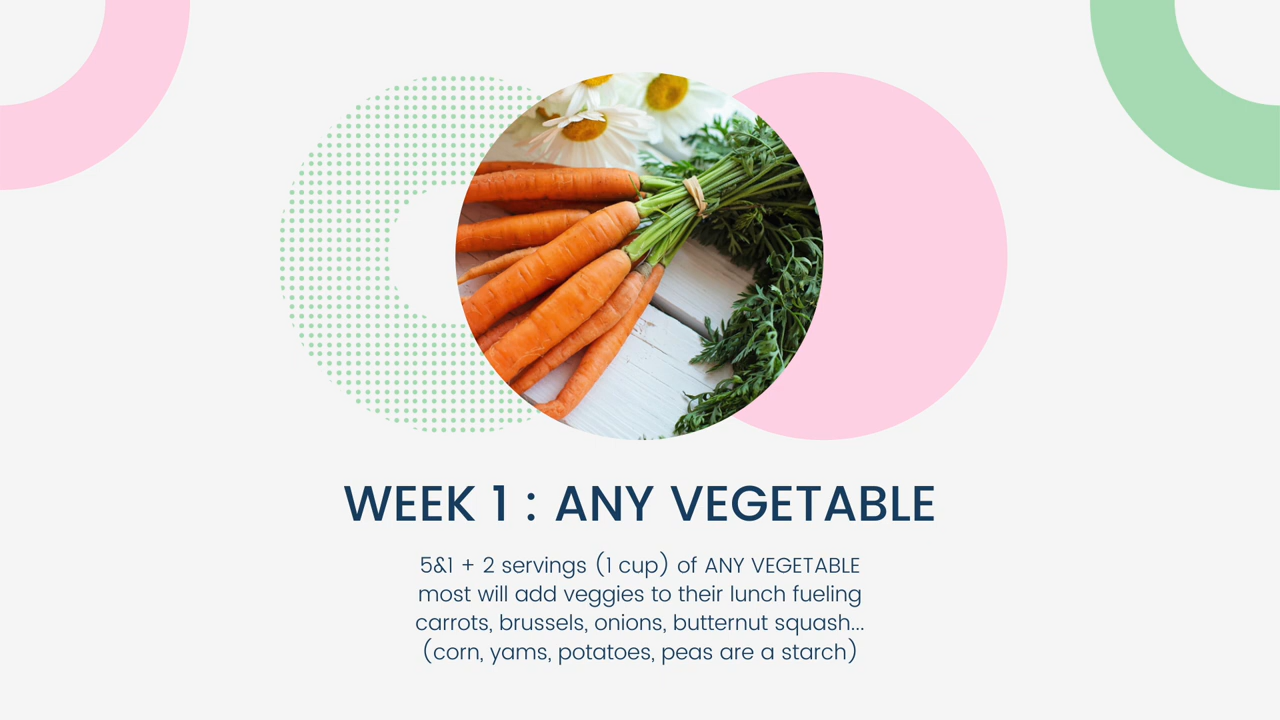 WEEK 1 : ANY VEGETABLE
5&1 + 2 servings (1 cup) of ANY VEGETABLE
most will add veggies to their lunch fueling
carrots, brussels, onions, butternut squash...
(corn, yams, potatoes, peas are a starch)